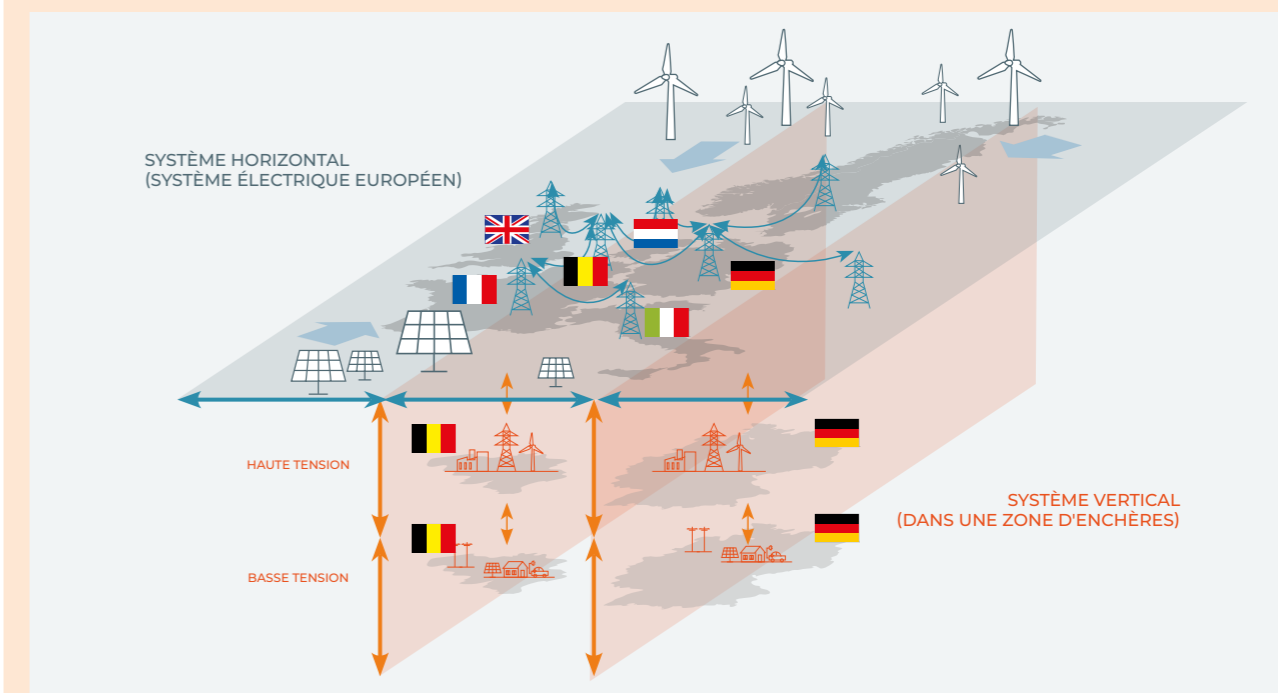 SYSTÈME HORIZONTAL
(SYSTÈME ÉLECTRIQUE EUROPÉEN)
HAUTE TENSION
SYSTÈME VERTICAL
(DANS UNE ZONE D'ENCHÈRES)
BASSE TENSION